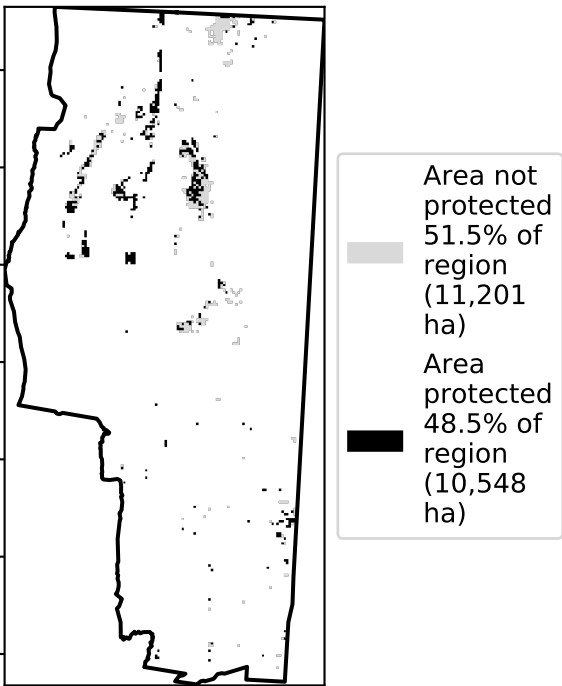 Area not
protected
51.5% of
region
(11,201
ha)
Area
protected
48.5% of
region
(10,548
ha)